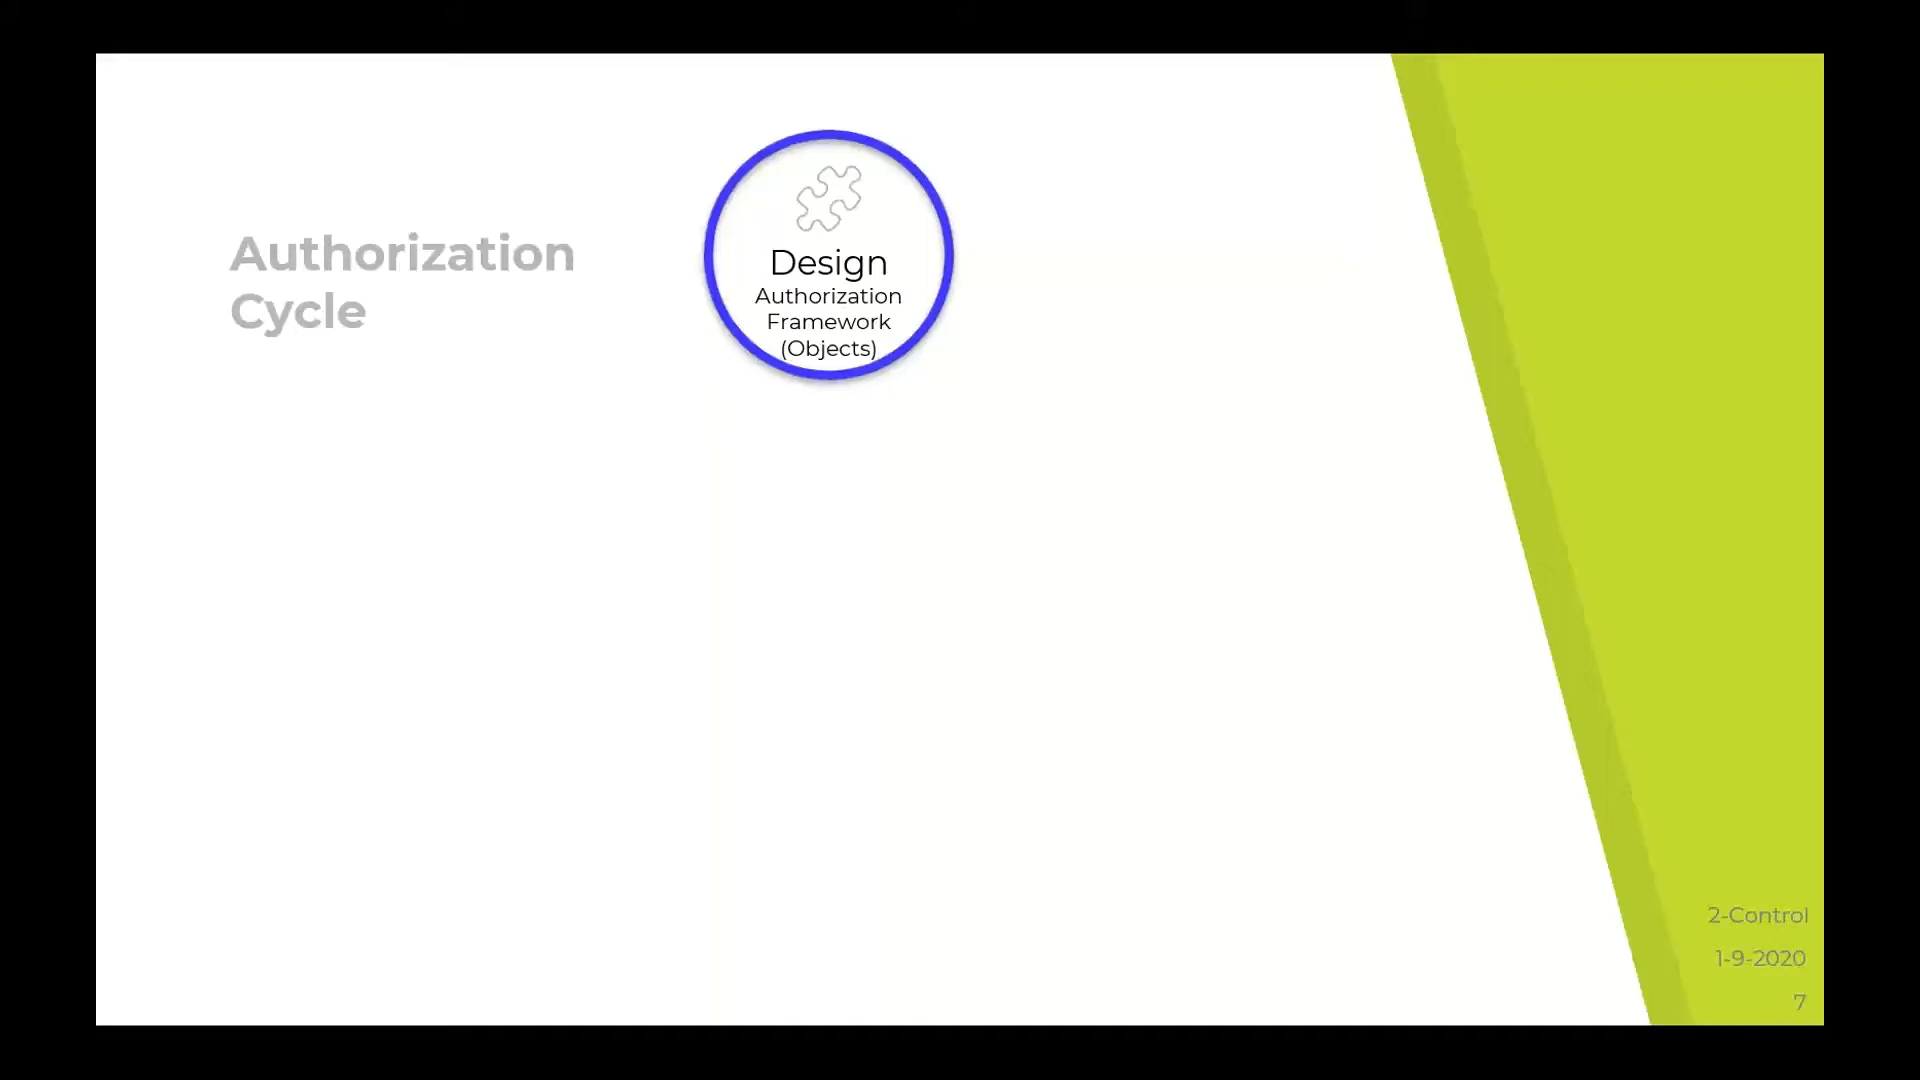 Authorization
Cycle
Design
Authorization
Framework
(Objects)
2-Control
1-9-2020
7